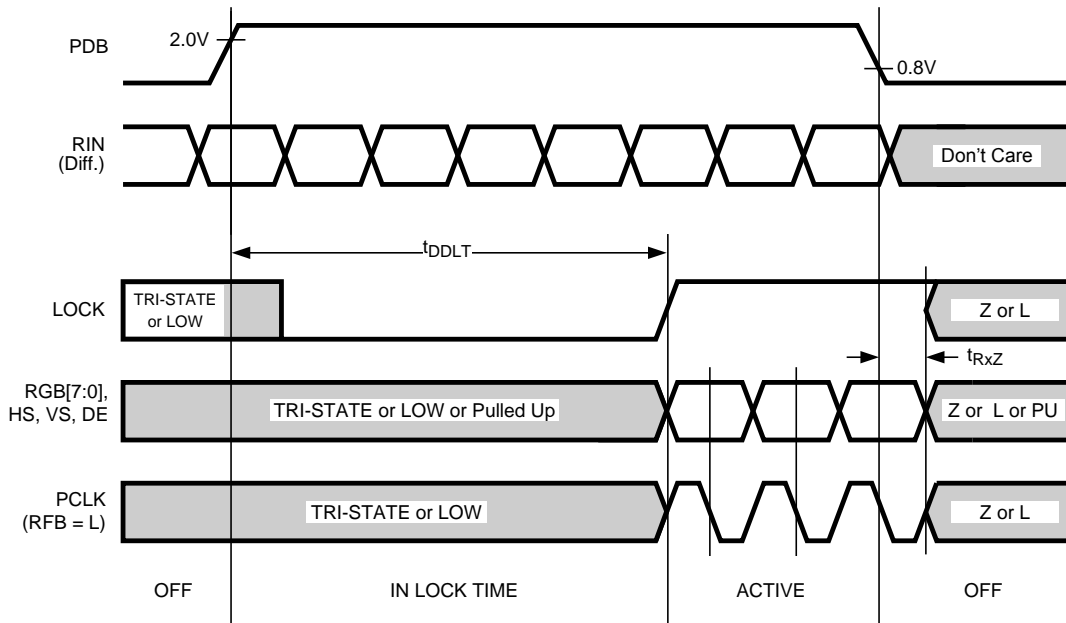 PDB
2.0V
0.8V
RIN
(Diff.)
Don't Care
tDDLT
LOCK
TRI-STATE
or LOW
Z or L
tRxZ
RGB[7:0],
HS, VS, DE
TRI-STATE or LOW or Pulled Up
Z or L or PU
PCLK
(RFB = L)
TRI-STATE or LOW
Z or L
OFF
IN LOCK TIME
ACTIVE
OFF